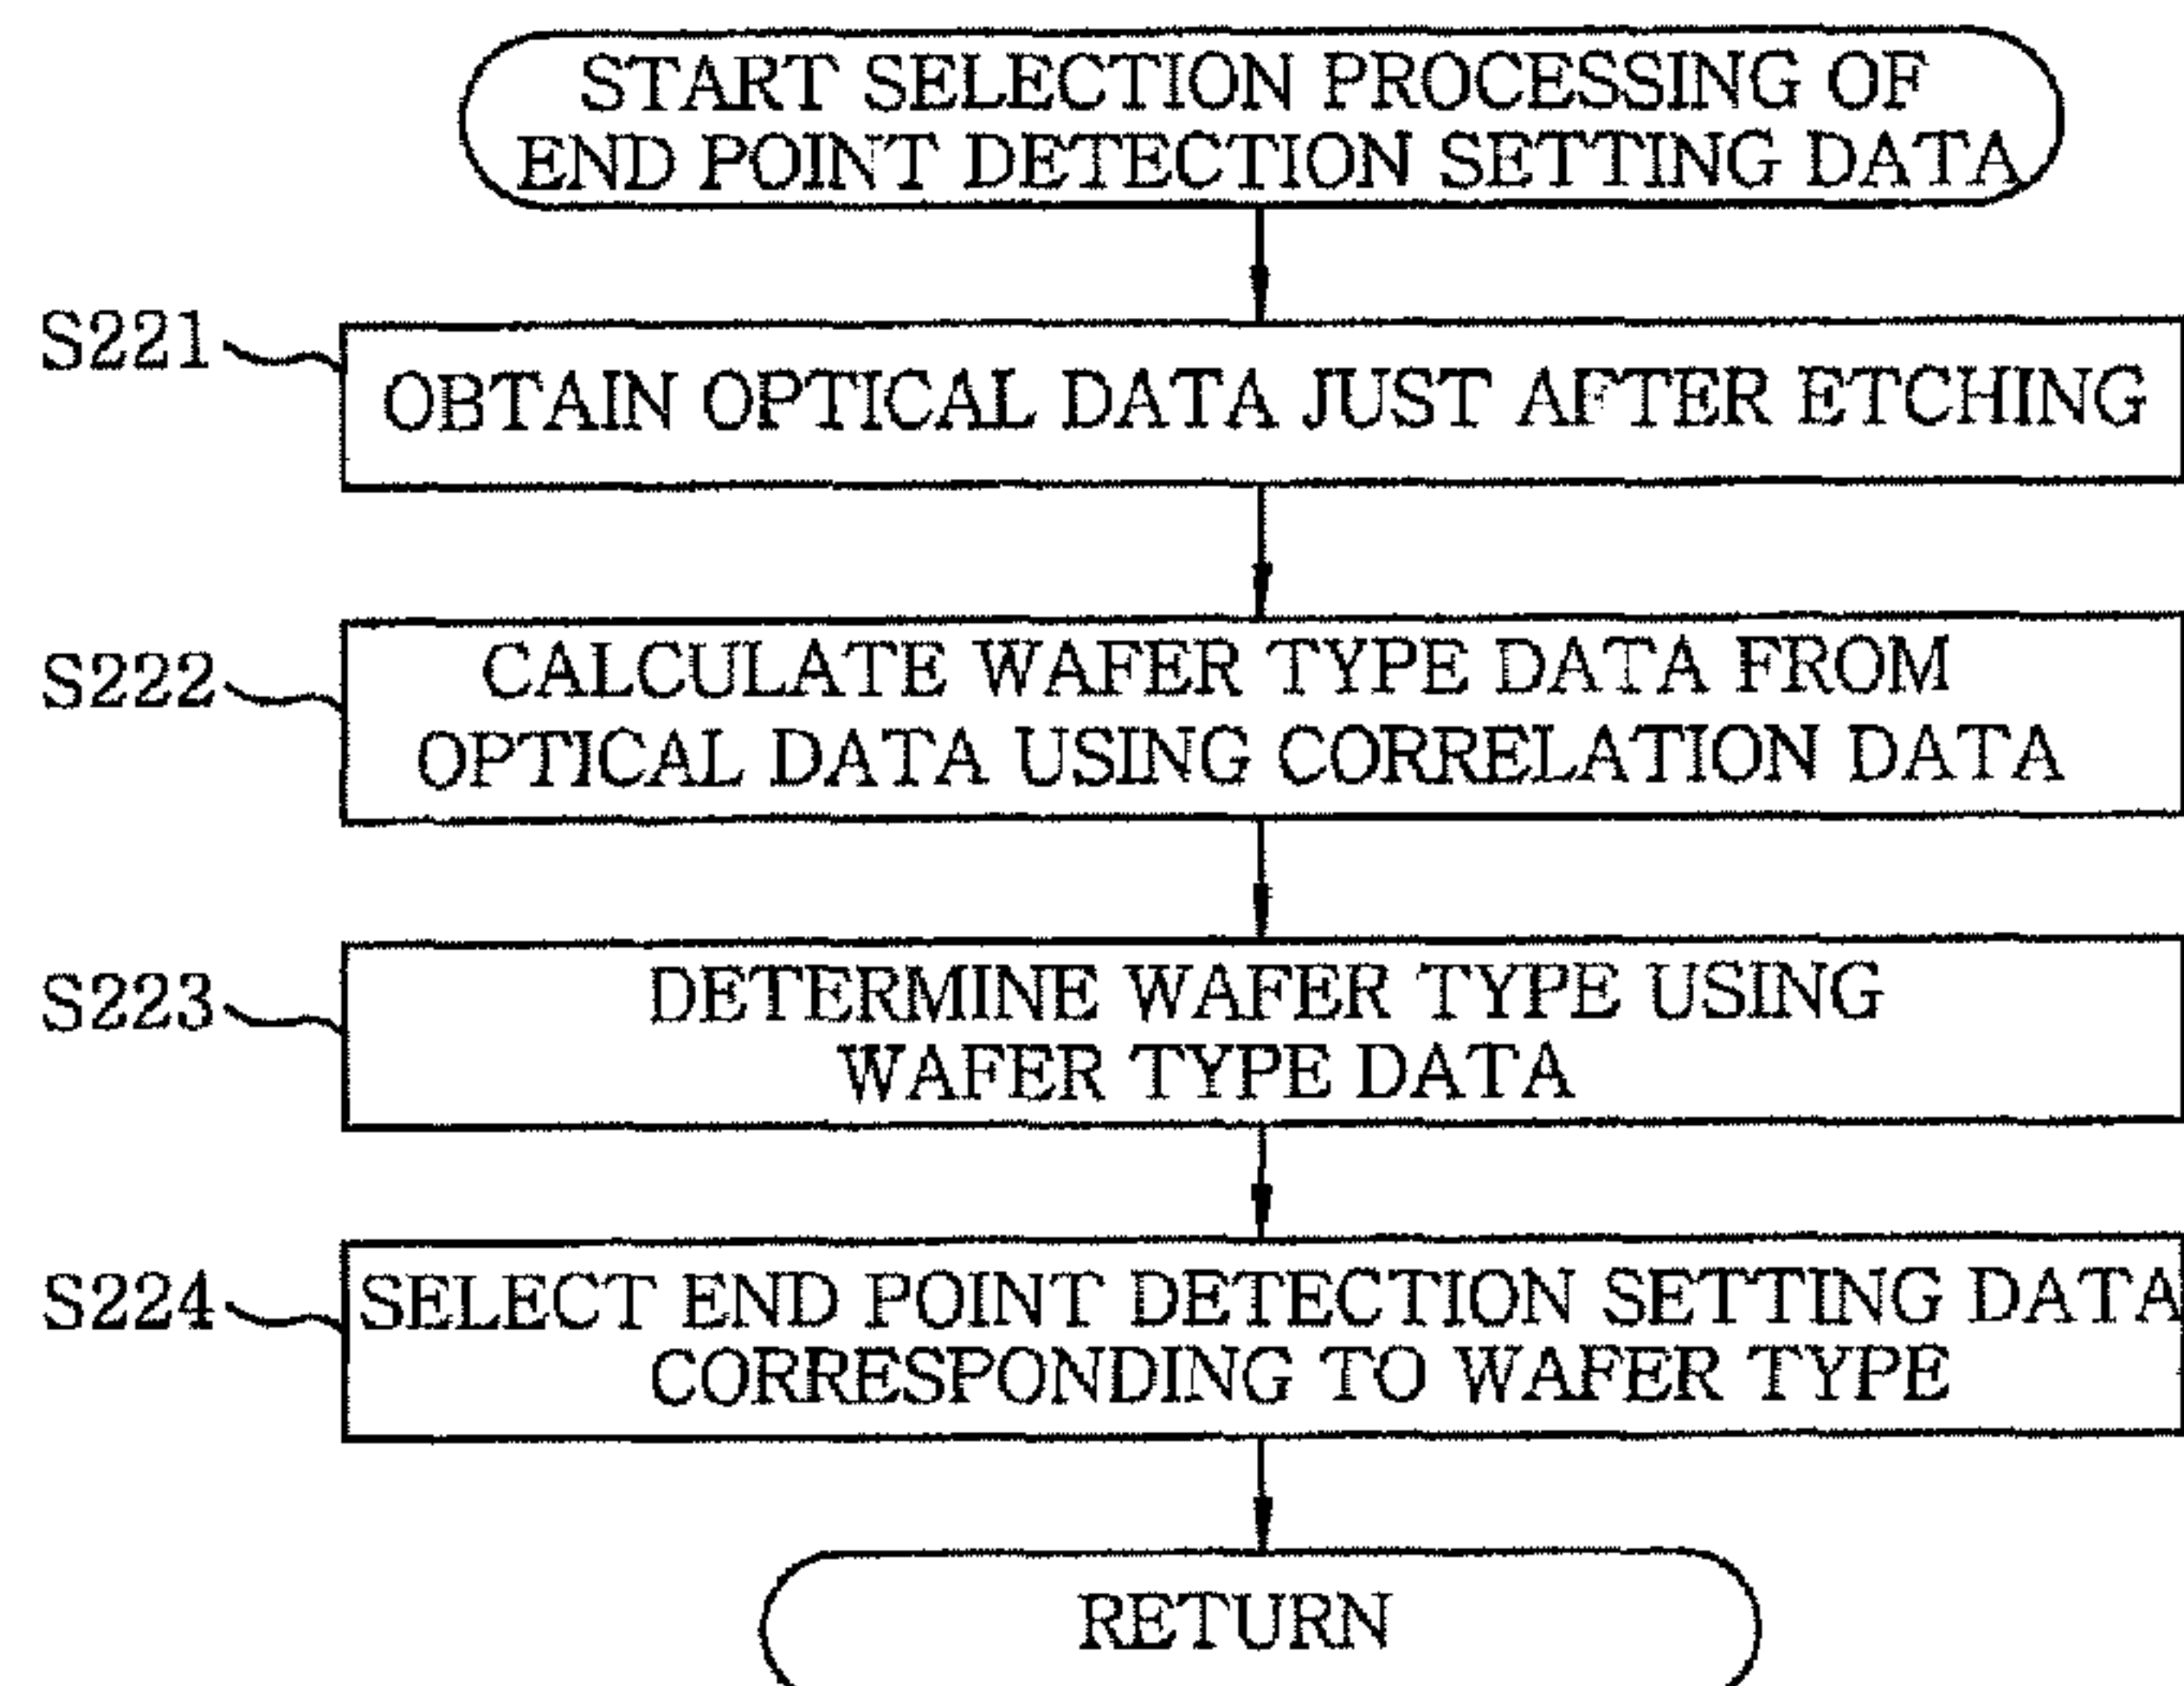 START SELECTION PROCESSING OF
END POINT DETECTION SETTING DATA
S221
OBTAIN OPTICAL DATA JUST AFTER ETCHING
S222
CALCULATE WAFER TYPE DATA FROM
OPTICAL DATA USING CORRELATION DATA
S223
DETERMINE WAFER TYPE USING
WAFER TYPE DATA
S224
SELECT END POINT DETECTION SETTING DATA
CORRESPONDING TO WAFER TYPE
RETURN